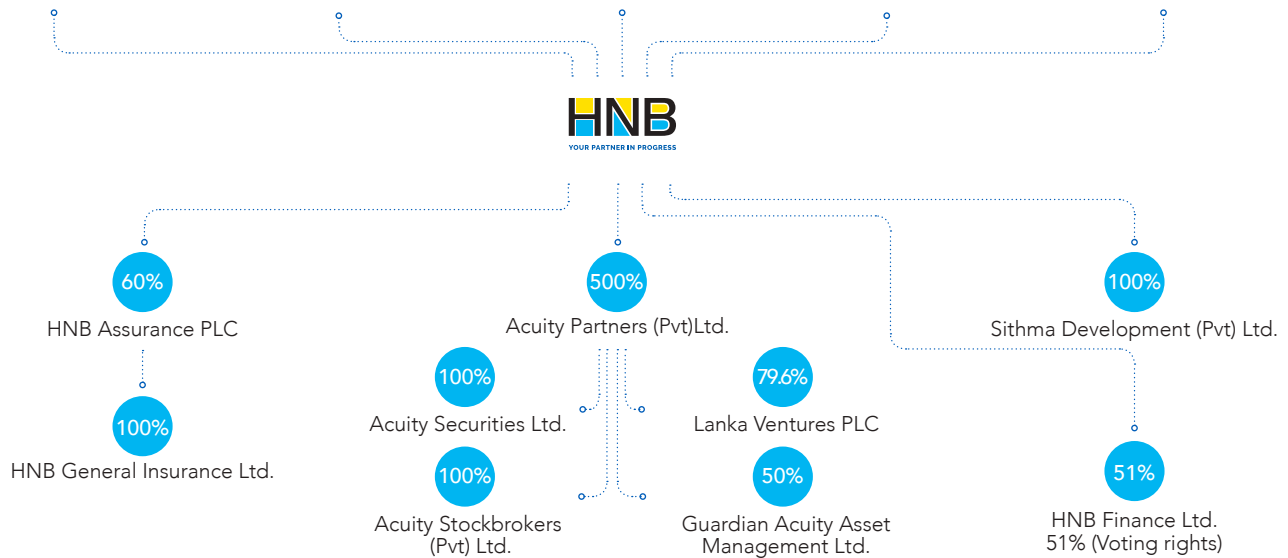 HNB
YOUR PARTNER IN PROGRESS
60%
HNB Assurance PLC
100%
HNB General Insurance Ltd.
500%
Acuity Partners (Pvt)Ltd.
100%
Acuity Securities Ltd.
79.6%
Lanka Ventures PLC
100%
Acuity Stockbrokers
(Pvt) Ltd.
50%
Guardian Acuity Asset
Management Ltd.
100%
Sithma Development (Pvt) Ltd.
51%
HNB Finance Ltd.
51% (Voting rights)